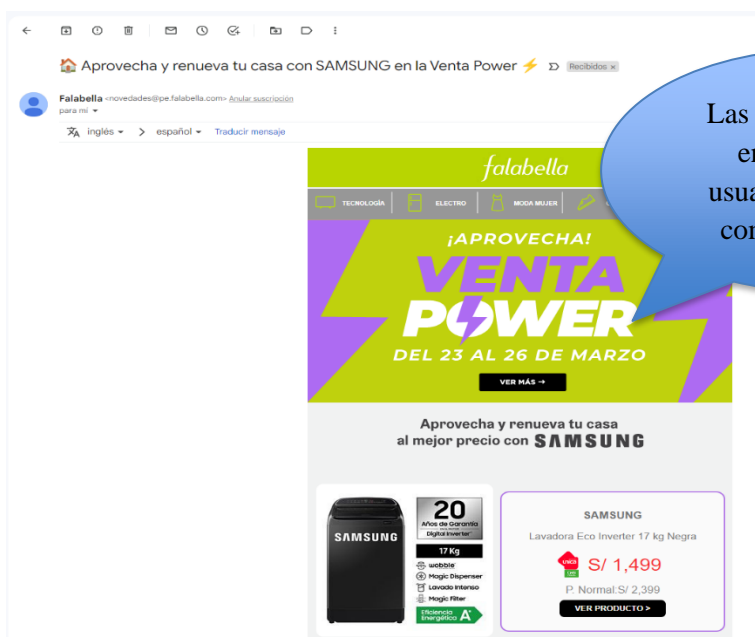 🏠 Aprovecha y renueva tu casa con SAMSUNG en la Venta Power ⚡ Recibidos ×
Falabella <novedades@pe.falabella.com> Anular suscripción
para mí
inglés > español Traducir mensaje
Las
usua
falabella
TECNOLOGÍA ELECTRO MODA MUJER
¡APROVECHA!
VENTA
POWER
DEL 23 AL 26 DE MARZO
VER MÁS →
Aprovecha y renueva tu casa
al mejor precio con SAMSUNG
SAMSUNG
20
Años de Garantía
Digital Inverter
17 Kg
wobble
Magic Dispenser
Lavado Intenso
Magic Filter
Eficiencia
Energética A
SAMSUNG
Lavadora Eco Inverter 17 kg Negra
S/ 1,499
P. Normal:S/ 2,399
VER PRODUCTO >